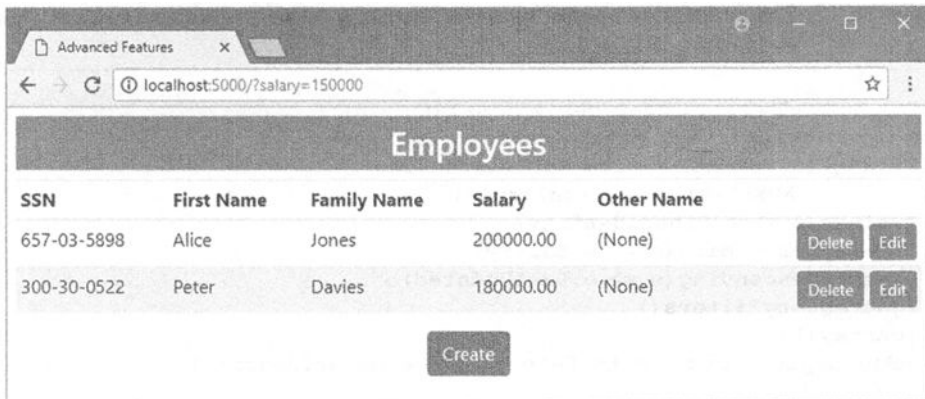 Advanced Features
localhost:5000/?salary=150000
Employees
SSN First Name Family Name Salary Other Name
657-03-5898 Alice Jones 200000.00 (None) Delete Edit
300-30-0522 Peter Davies 180000.00 (None) Delete Edit
Create